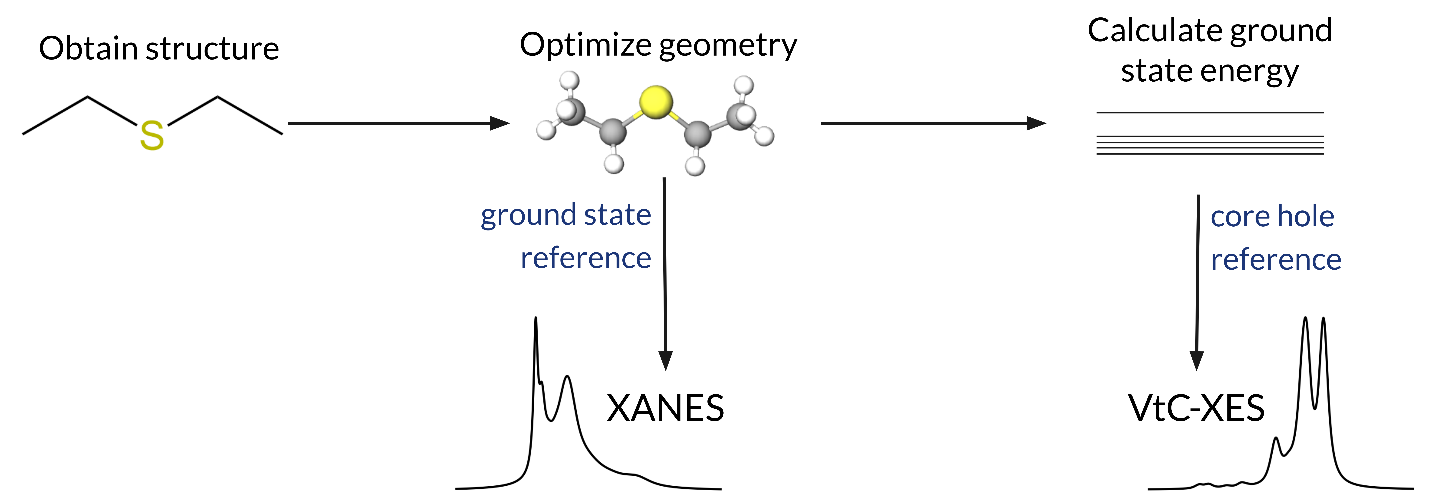 Obtain structure
S
Optimize geometry
Calculate ground
state energy
ground state
reference
core hole
reference
XANES
VtC-XES